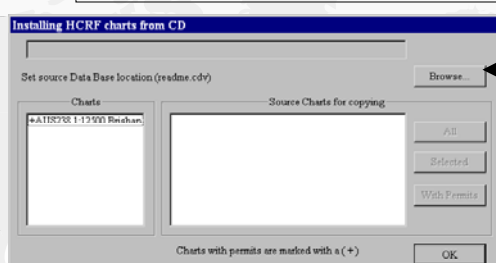 Installing HCRF charts from CD
Set source Data Base location (readme.cdv)
Browse...
Charts
Source Charts for copying
+AUS238 1:12500 Brisban
All
Selected
With Permits
Charts with permits are marked with a (+)
OK